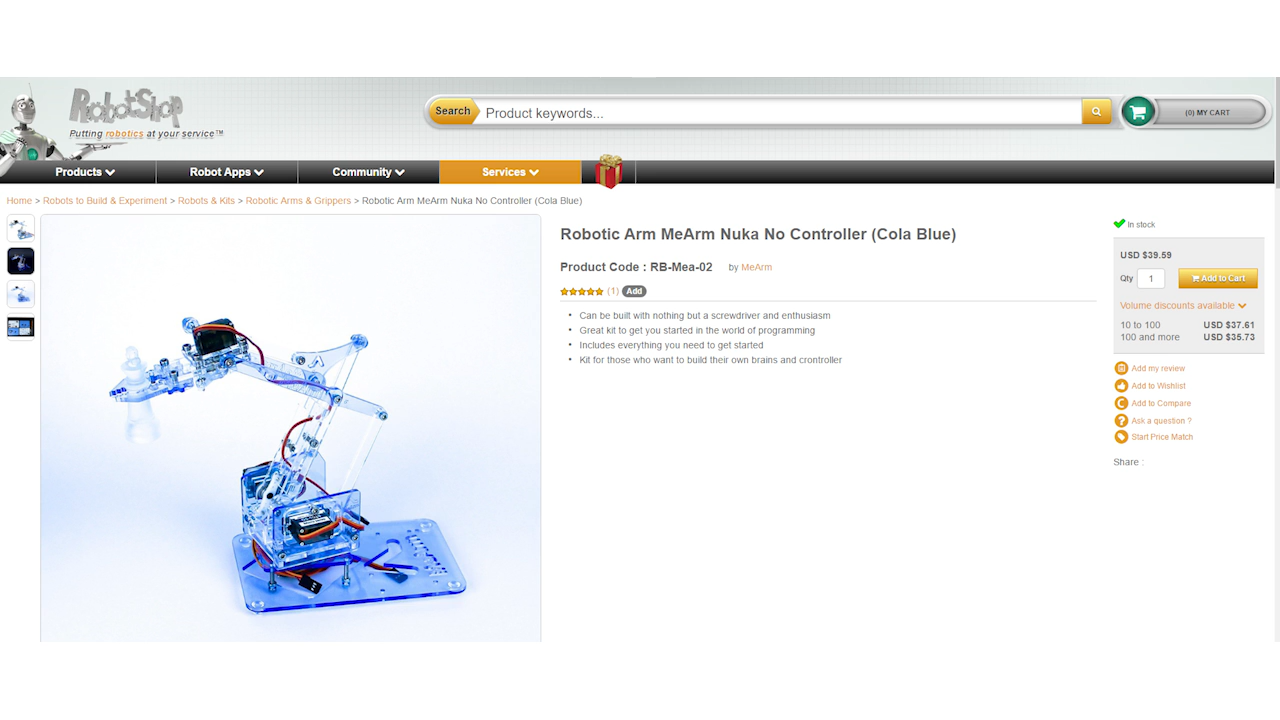 RobotShop
Putting robotics at your service™
Search
Product keywords...
(0) MY CART
Products
Robot Apps
Community
Services
Home > Robots to Build & Experiment > Robots & Kits > Robotic Arms & Grippers > Robotic Arm MeArm Nuka No Controller (Cola Blue)
Robotic Arm MeArm Nuka No Controller (Cola Blue)
Product Code : RB-Mea-02 by MeArm
(1) Add
• Can be built with nothing but a screwdriver and enthusiasm
• Great kit to get you started in the world of programming
• Includes everything you need to get started
• Kit for those who want to build their own brains and crontroller
In stock
USD $39.59
Qty 1 Add to Cart
Volume discounts available
10 to 100 USD $37.61
100 and more USD $35.73
Add my review
Add to Wishlist
Add to Compare
Ask a question ?
Start Price Match
Share :